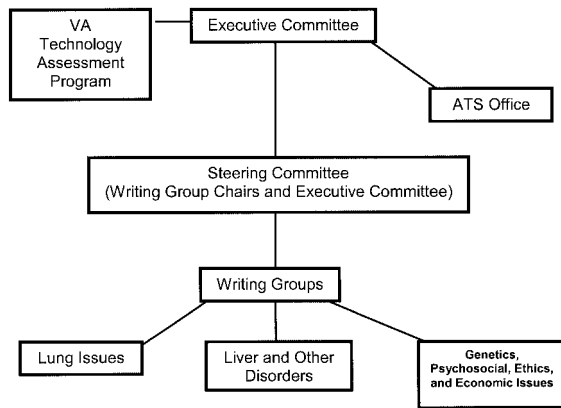 VA
Technology
Assessment
Program
Executive Committee
ATS Office
Steering Committee
(Writing Group Chairs and Executive Committee)
Writing Groups
Lung Issues
Liver and Other
Disorders
Genetics,
Psychosocial, Ethics,
and Economic Issues